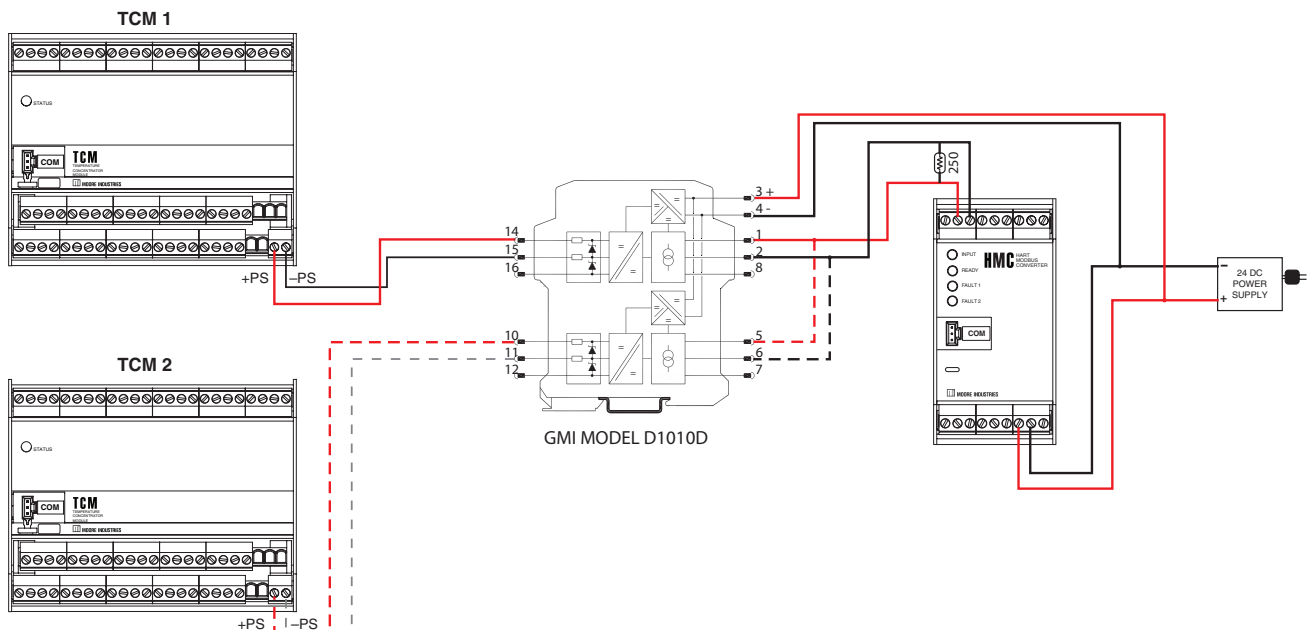 TCM 1
STATUS
COM
TCM
TEMPERATURE
CONCENTRATOR
MODULE
MOORE INDUSTRIES
+PS
–PS
14
15
16
10
11
12
3 +
4 -
1
2
8
5
6
7
GMI MODEL D1010D
250
INPUT
READY
FAULT 1
FAULT 2
HMC
HART
MODBUS
CONVERTER
COM
MOORE INDUSTRIES
–
+
24 DC
POWER
SUPPLY
TCM 2
STATUS
COM
TCM
TEMPERATURE
CONCENTRATOR
MODULE
MOORE INDUSTRIES
+PS
–PS